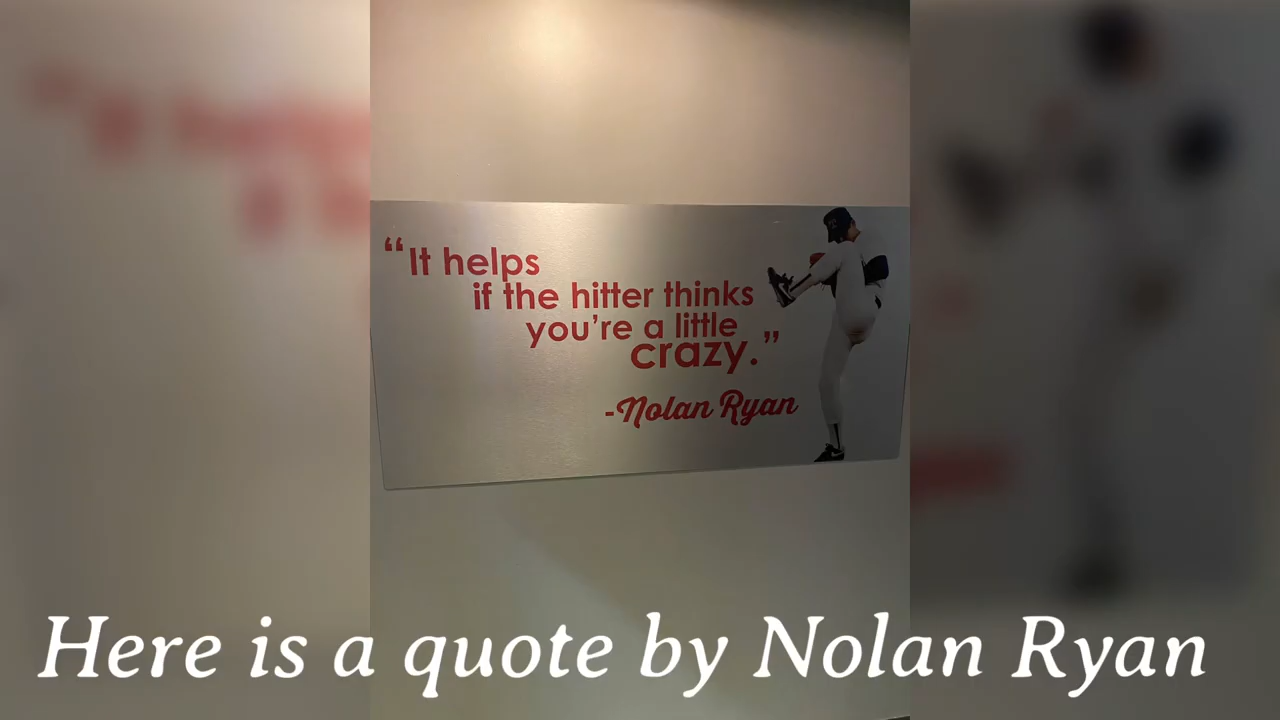 “It helps
if the hitter thinks
you’re a little
crazy.”
-Nolan Ryan
Here is a quote by Nolan Ryan